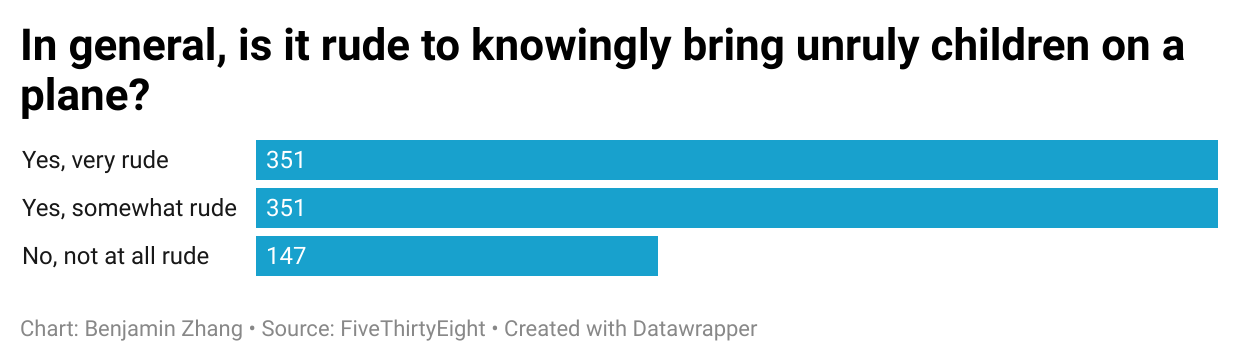 In general, is it rude to knowingly bring unruly children on a
plane?
Yes, very rude 351
Yes, somewhat rude 351
No, not at all rude 147
Chart: Benjamin Zhang • Source: FiveThirtyEight • Created with Datawrapper